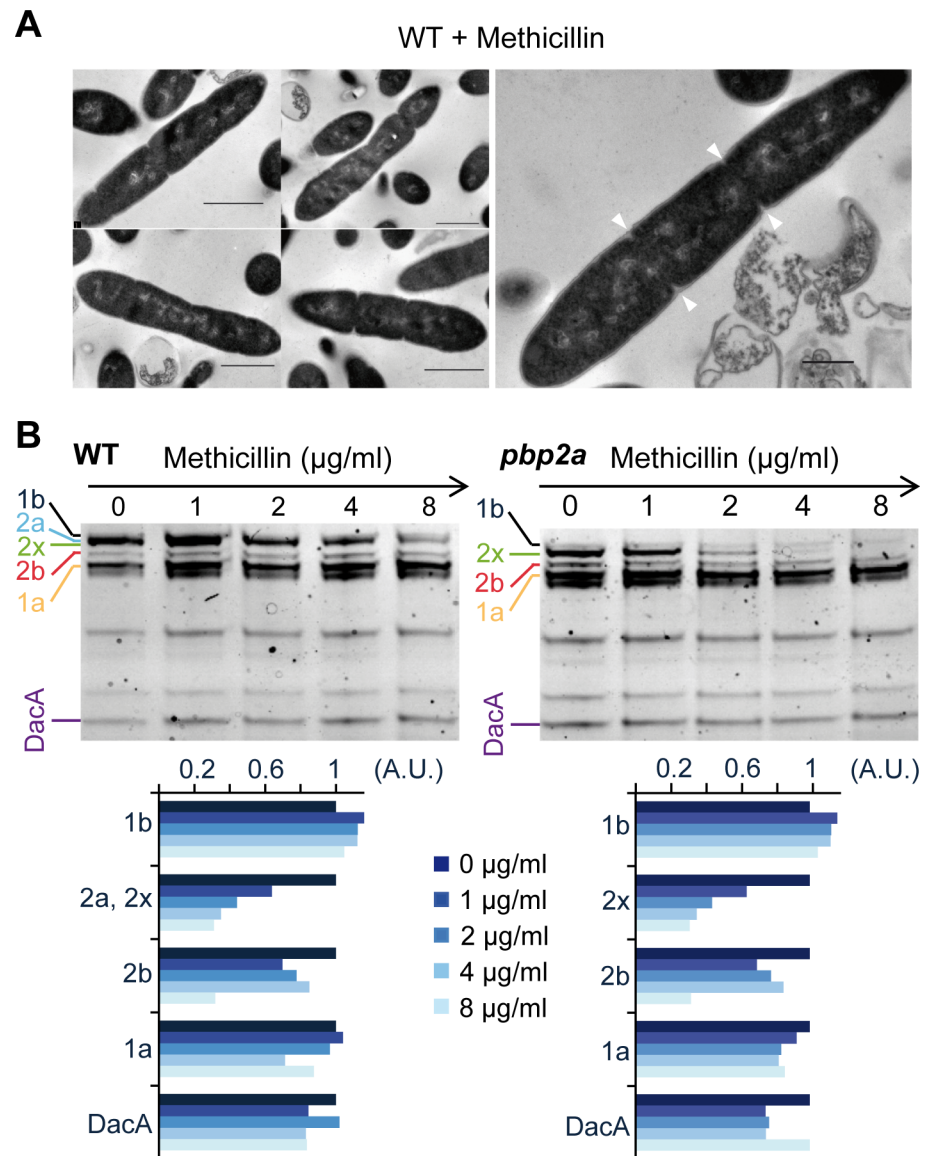 A
WT + Methicillin
B
WT Methicillin (µg/ml)
0 1 2 4 8
1b
2a
2x
2b
1a
DacA
pbp2a Methicillin (µg/ml)
0 1 2 4 8
1b
2x
2b
1a
DacA
0.2 0.6 1 (A.U.)
1b
2a, 2x
2b
1a
DacA
0 µg/ml
1 µg/ml
2 µg/ml
4 µg/ml
8 µg/ml
0.2 0.6 1 (A.U.)
1b
2x
2b
1a
DacA